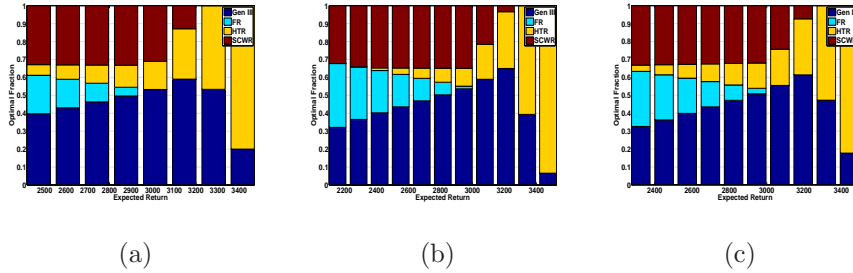 1
0.9
0.8
0.7
0.6
0.5
0.4
0.3
0.2
0.1
0
Optimal Fraction
2500 2600 2700 2800 2900 3000 3100 3200 3300 3400
Expected Return
Gen III
FR
HTR
SCWR
(a)
1
0.9
0.8
0.7
0.6
0.5
0.4
0.3
0.2
0.1
0
Optimal Fraction
2200 2400 2600 2800 3000 3200 3400
Expected Return
Gen III
FR
HTR
SCWR
(b)
1
0.9
0.8
0.7
0.6
0.5
0.4
0.3
0.2
0.1
0
Optimal Fraction
2400 2600 2800 3000 3200 3400
Expected Return
Gen III
FR
HTR
SCWR
(c)